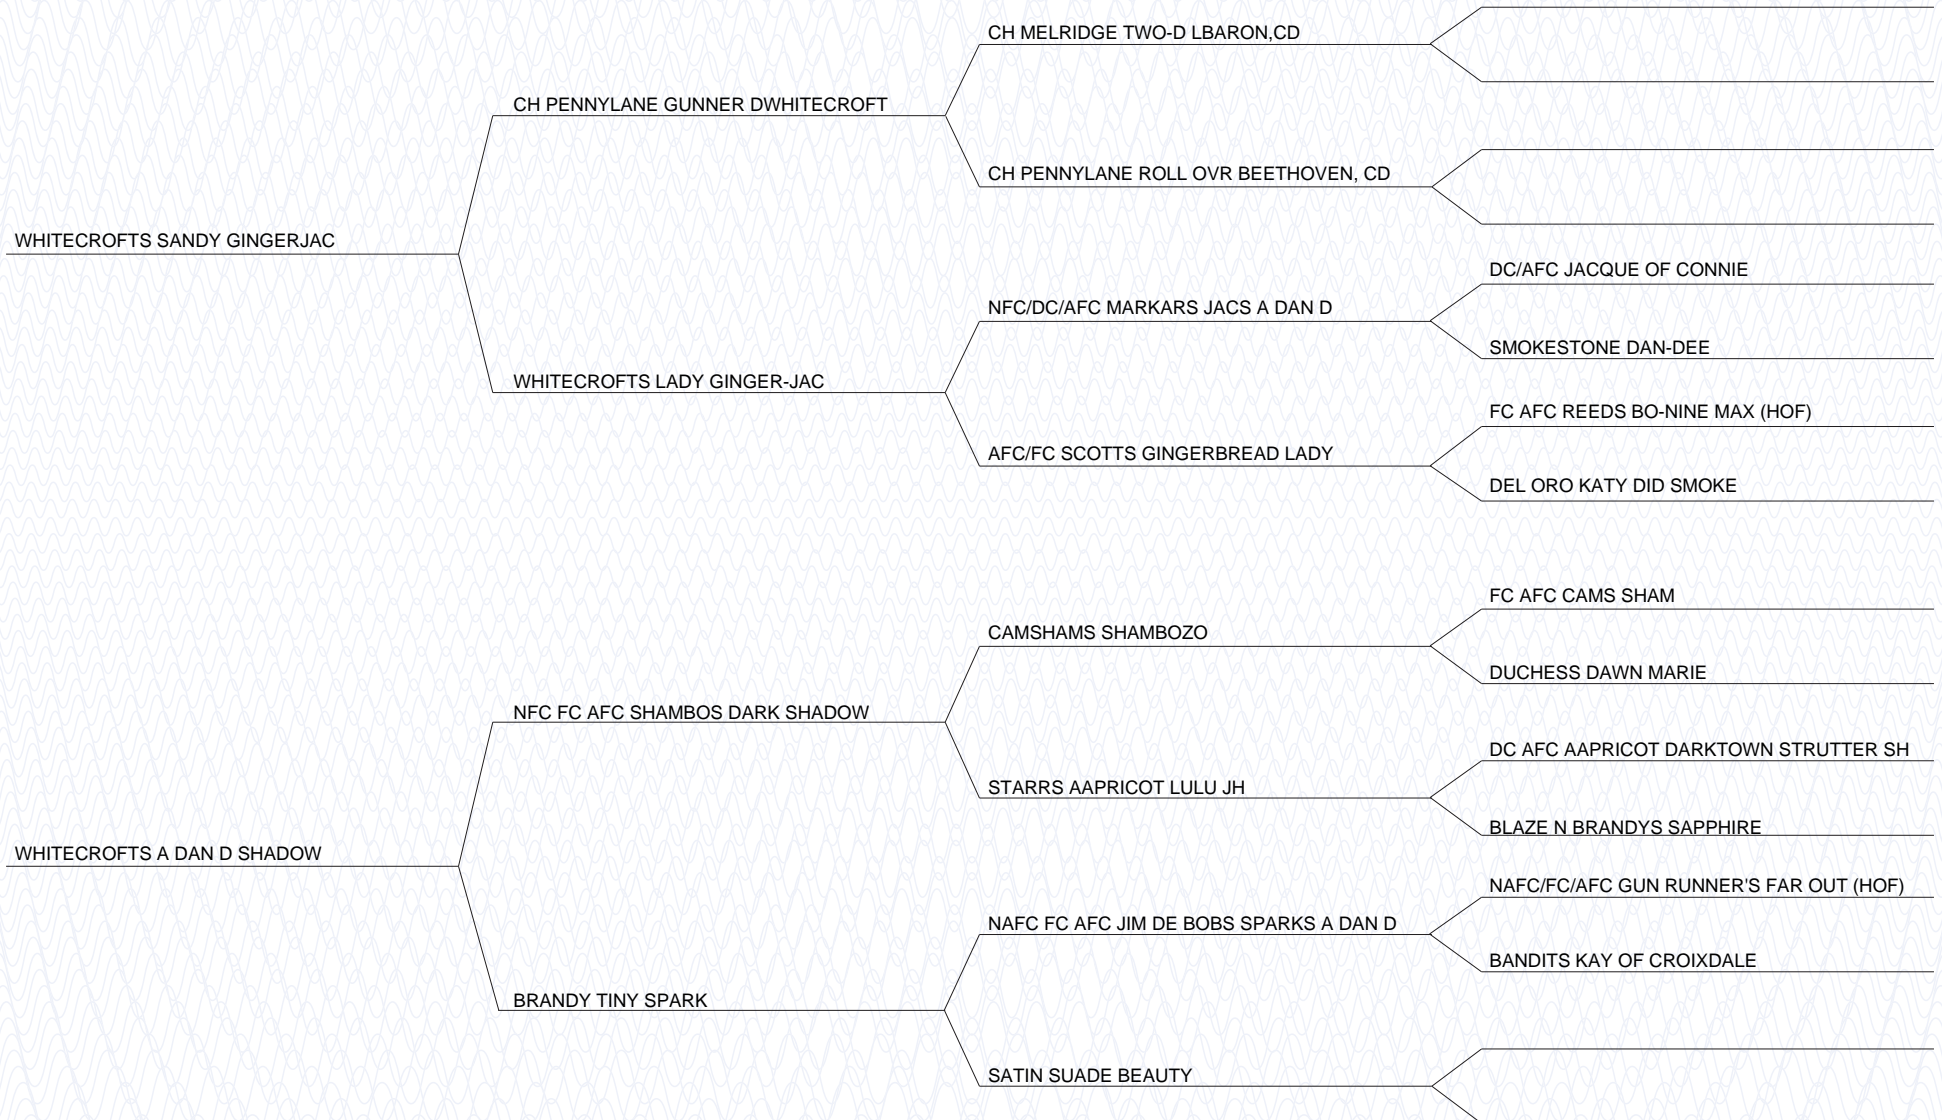 CH MELRIDGE TWO-D LBARON,CD
CH PENNYLANE GUNNER DWHITECROFT
CH PENNYLANE ROLL OVR BEETHOVEN, CD
WHITECROFTS SANDY GINGERJAC
DC/AFC JACQUE OF CONNIE
NFC/DC/AFC MARKARS JACS A DAN D
SMOKESTONE DAN-DEE
WHITECROFTS LADY GINGER-JAC
FC AFC REEDS BO-NINE MAX (HOF)
AFC/FC SCOTTS GINGERBREAD LADY
DEL ORO KATY DID SMOKE
FC AFC CAMS SHAM
CAMSHAMS SHAMBOZO
DUCHESS DAWN MARIE
NFC FC AFC SHAMBOS DARK SHADOW
DC AFC AAPRICOT DARKTOWN STRUTTER SH
STARRS AAPRICOT LULU JH
BLAZE N BRANDYS SAPPHIRE
WHITECROFTS A DAN D SHADOW
NAFC/FC/AFC GUN RUNNER'S FAR OUT (HOF)
NAFC FC AFC JIM DE BOBS SPARKS A DAN D
BANDITS KAY OF CROIXDALE
BRANDY TINY SPARK
SATIN SUADE BEAUTY